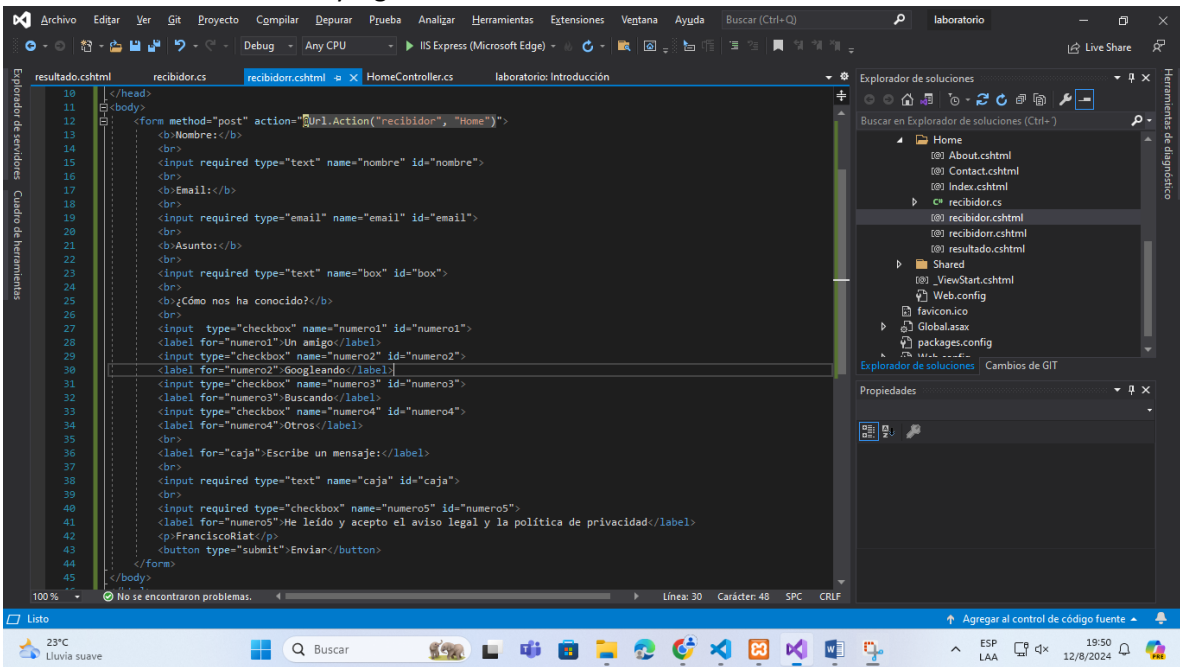 Archivo Editar Ver Git Proyecto Compilar Depurar Prueba Analizar Herramientas Extensiones Ventana Ayuda Buscar (Ctrl+Q) laboratorio
Debug Any CPU IIS Express (Microsoft Edge) Live Share
Explorador de servidores
Cuadro de herramientas
resultado.cshtml recibidor.cs recibidorr.cshtml HomeController.cs laboratorio: Introducción
10 </head>
11 <body>
12 <form method="post" action="@Url.Action("recibidor", "Home")">
13 <b>Nombre:</b>
14 <br>
15 <input required type="text" name="nombre" id="nombre">
16 <br>
17 <b>Email:</b>
18 <br>
19 <input required type="email" name="email" id="email">
20 <br>
21 <b>Asunto:</b>
22 <br>
23 <input required type="text" name="box" id="box">
24 <br>
25 <b>¿Cómo nos ha conocido?</b>
26 <br>
27 <input  type="checkbox" name="numero1" id="numero1">
28 <label for="numero1">Un amigo</label>
29 <input type="checkbox" name="numero2" id="numero2">
30 <label for="numero2">Googleando</label>
31 <input type="checkbox" name="numero3" id="numero3">
32 <label for="numero3">Buscando</label>
33 <input type="checkbox" name="numero4" id="numero4">
34 <label for="numero4">Otros</label>
35 <br>
36 <label for="caja">Escribe un mensaje:</label>
37 <br>
38 <input required type="text" name="caja" id="caja">
39 <br>
40 <input required type="checkbox" name="numero5" id="numero5">
41 <label for="numero5">He leído y acepto el aviso legal y la política de privacidad</label>
42 <p>FranciscoRiat</p>
43 <button type="submit">Enviar</button>
44 </form>
45 </body>
100 % No se encontraron problemas. Línea: 30 Carácter: 48 SPC CRLF
Explorador de soluciones
Buscar en Explorador de soluciones (Ctrl+´)
Home
About.cshtml
Contact.cshtml
Index.cshtml
C# recibidor.cs
recibidor.cshtml
recibidorr.cshtml
resultado.cshtml
Shared
_ViewStart.cshtml
Web.config
favicon.ico
Global.asax
packages.config
Web.config
Explorador de soluciones Cambios de GIT
Propiedades
Herramientas de diagnóstico
Listo Agregar al control de código fuente
23°C
Lluvia suave
Buscar
ESP
LAA
19:50
12/8/2024
PRE